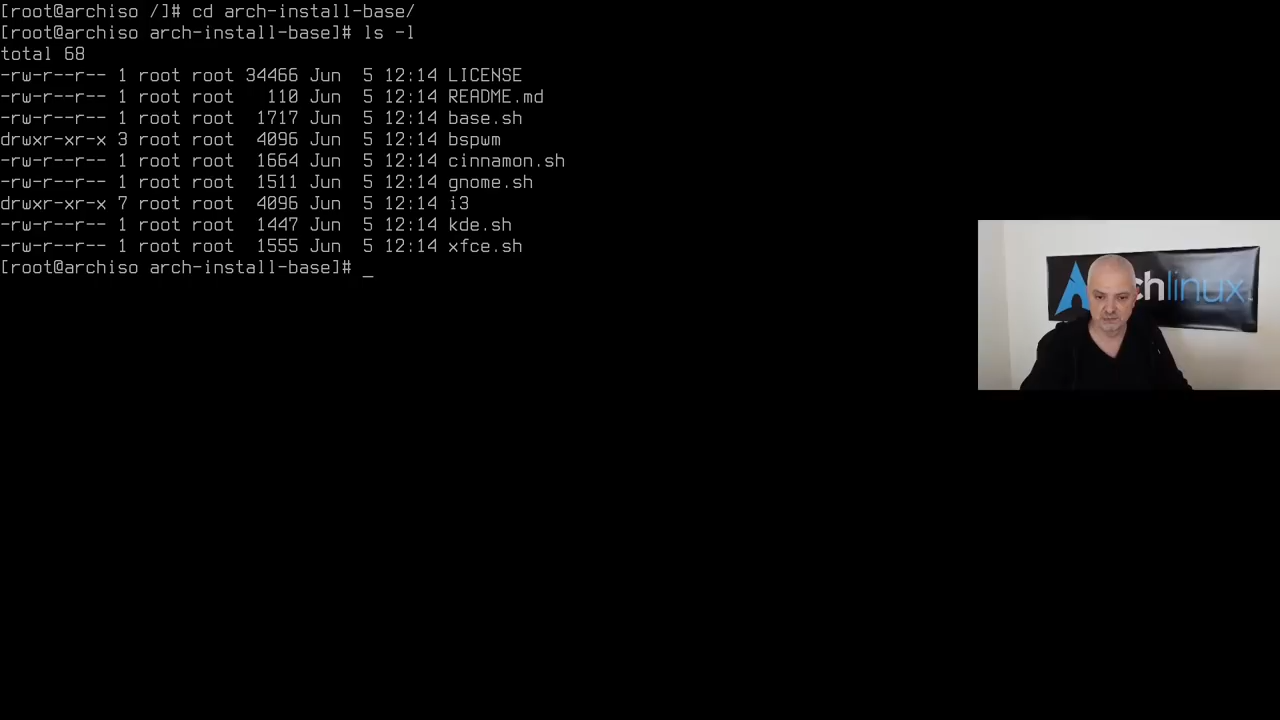 [root@archiso /]# cd arch-install-base/
[root@archiso arch-install-base]# ls -l
total 68
-rw-r--r-- 1 root root 34466 Jun  5 12:14 LICENSE
-rw-r--r-- 1 root root   110 Jun  5 12:14 README.md
-rw-r--r-- 1 root root  1717 Jun  5 12:14 base.sh
drwxr-xr-x 3 root root  4096 Jun  5 12:14 bspwm
-rw-r--r-- 1 root root  1664 Jun  5 12:14 cinnamon.sh
-rw-r--r-- 1 root root  1511 Jun  5 12:14 gnome.sh
drwxr-xr-x 7 root root  4096 Jun  5 12:14 i3
-rw-r--r-- 1 root root  1447 Jun  5 12:14 kde.sh
-rw-r--r-- 1 root root  1555 Jun  5 12:14 xfce.sh
[root@archiso arch-install-base]# _
chlinux